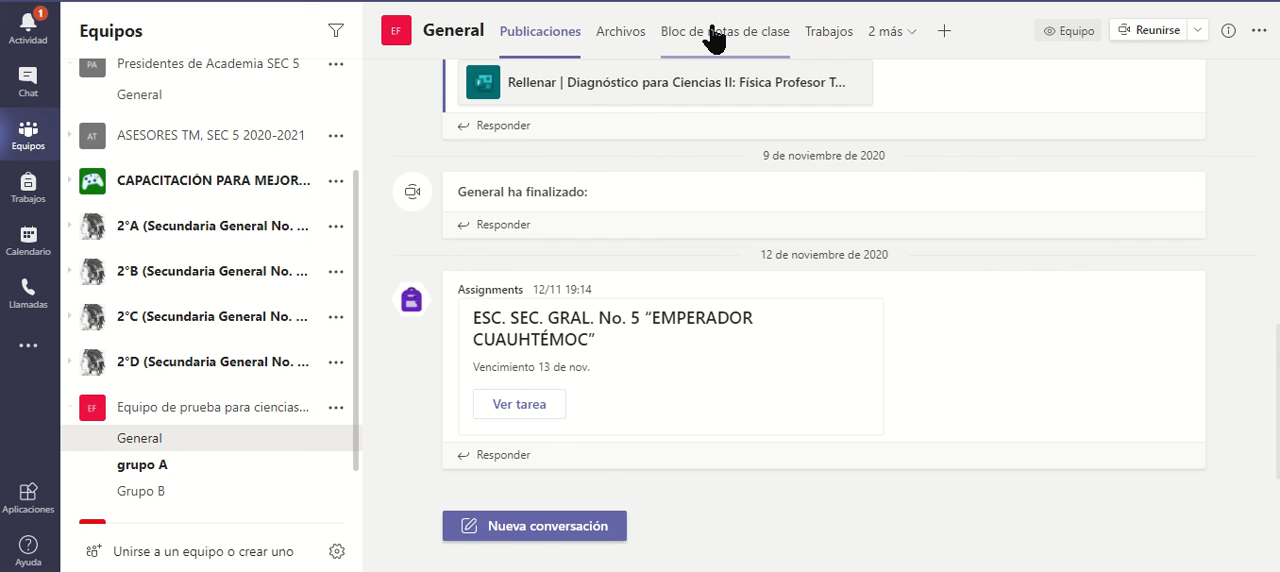 1
Actividad
Chat
Equipos
Trabajos
Calendario
Llamadas
Aplicaciones
Ayuda
Equipos
PA Presidentes de Academia SEC 5
General
AT ASESORES TM, SEC 5 2020-2021
CAPACITACIÓN PARA MEJOR...
2°A (Secundaria General No. ...
2°B (Secundaria General No. ...
2°C (Secundaria General No. ...
2°D (Secundaria General No. ...
EF Equipo de prueba para ciencias...
General
grupo A
Grupo B
Unirse a un equipo o crear uno
EF General Publicaciones Archivos Bloc de notas de clase Trabajos 2 más Equipo Reunirse
Rellenar | Diagnóstico para Ciencias II: Física Profesor T...
Responder
9 de noviembre de 2020
General ha finalizado:
Responder
12 de noviembre de 2020
Assignments 12/11 19:14
ESC. SEC. GRAL. No. 5 “EMPERADOR
CUAUHTÉMOC”
Vencimiento 13 de nov.
Ver tarea
Responder
Nueva conversación